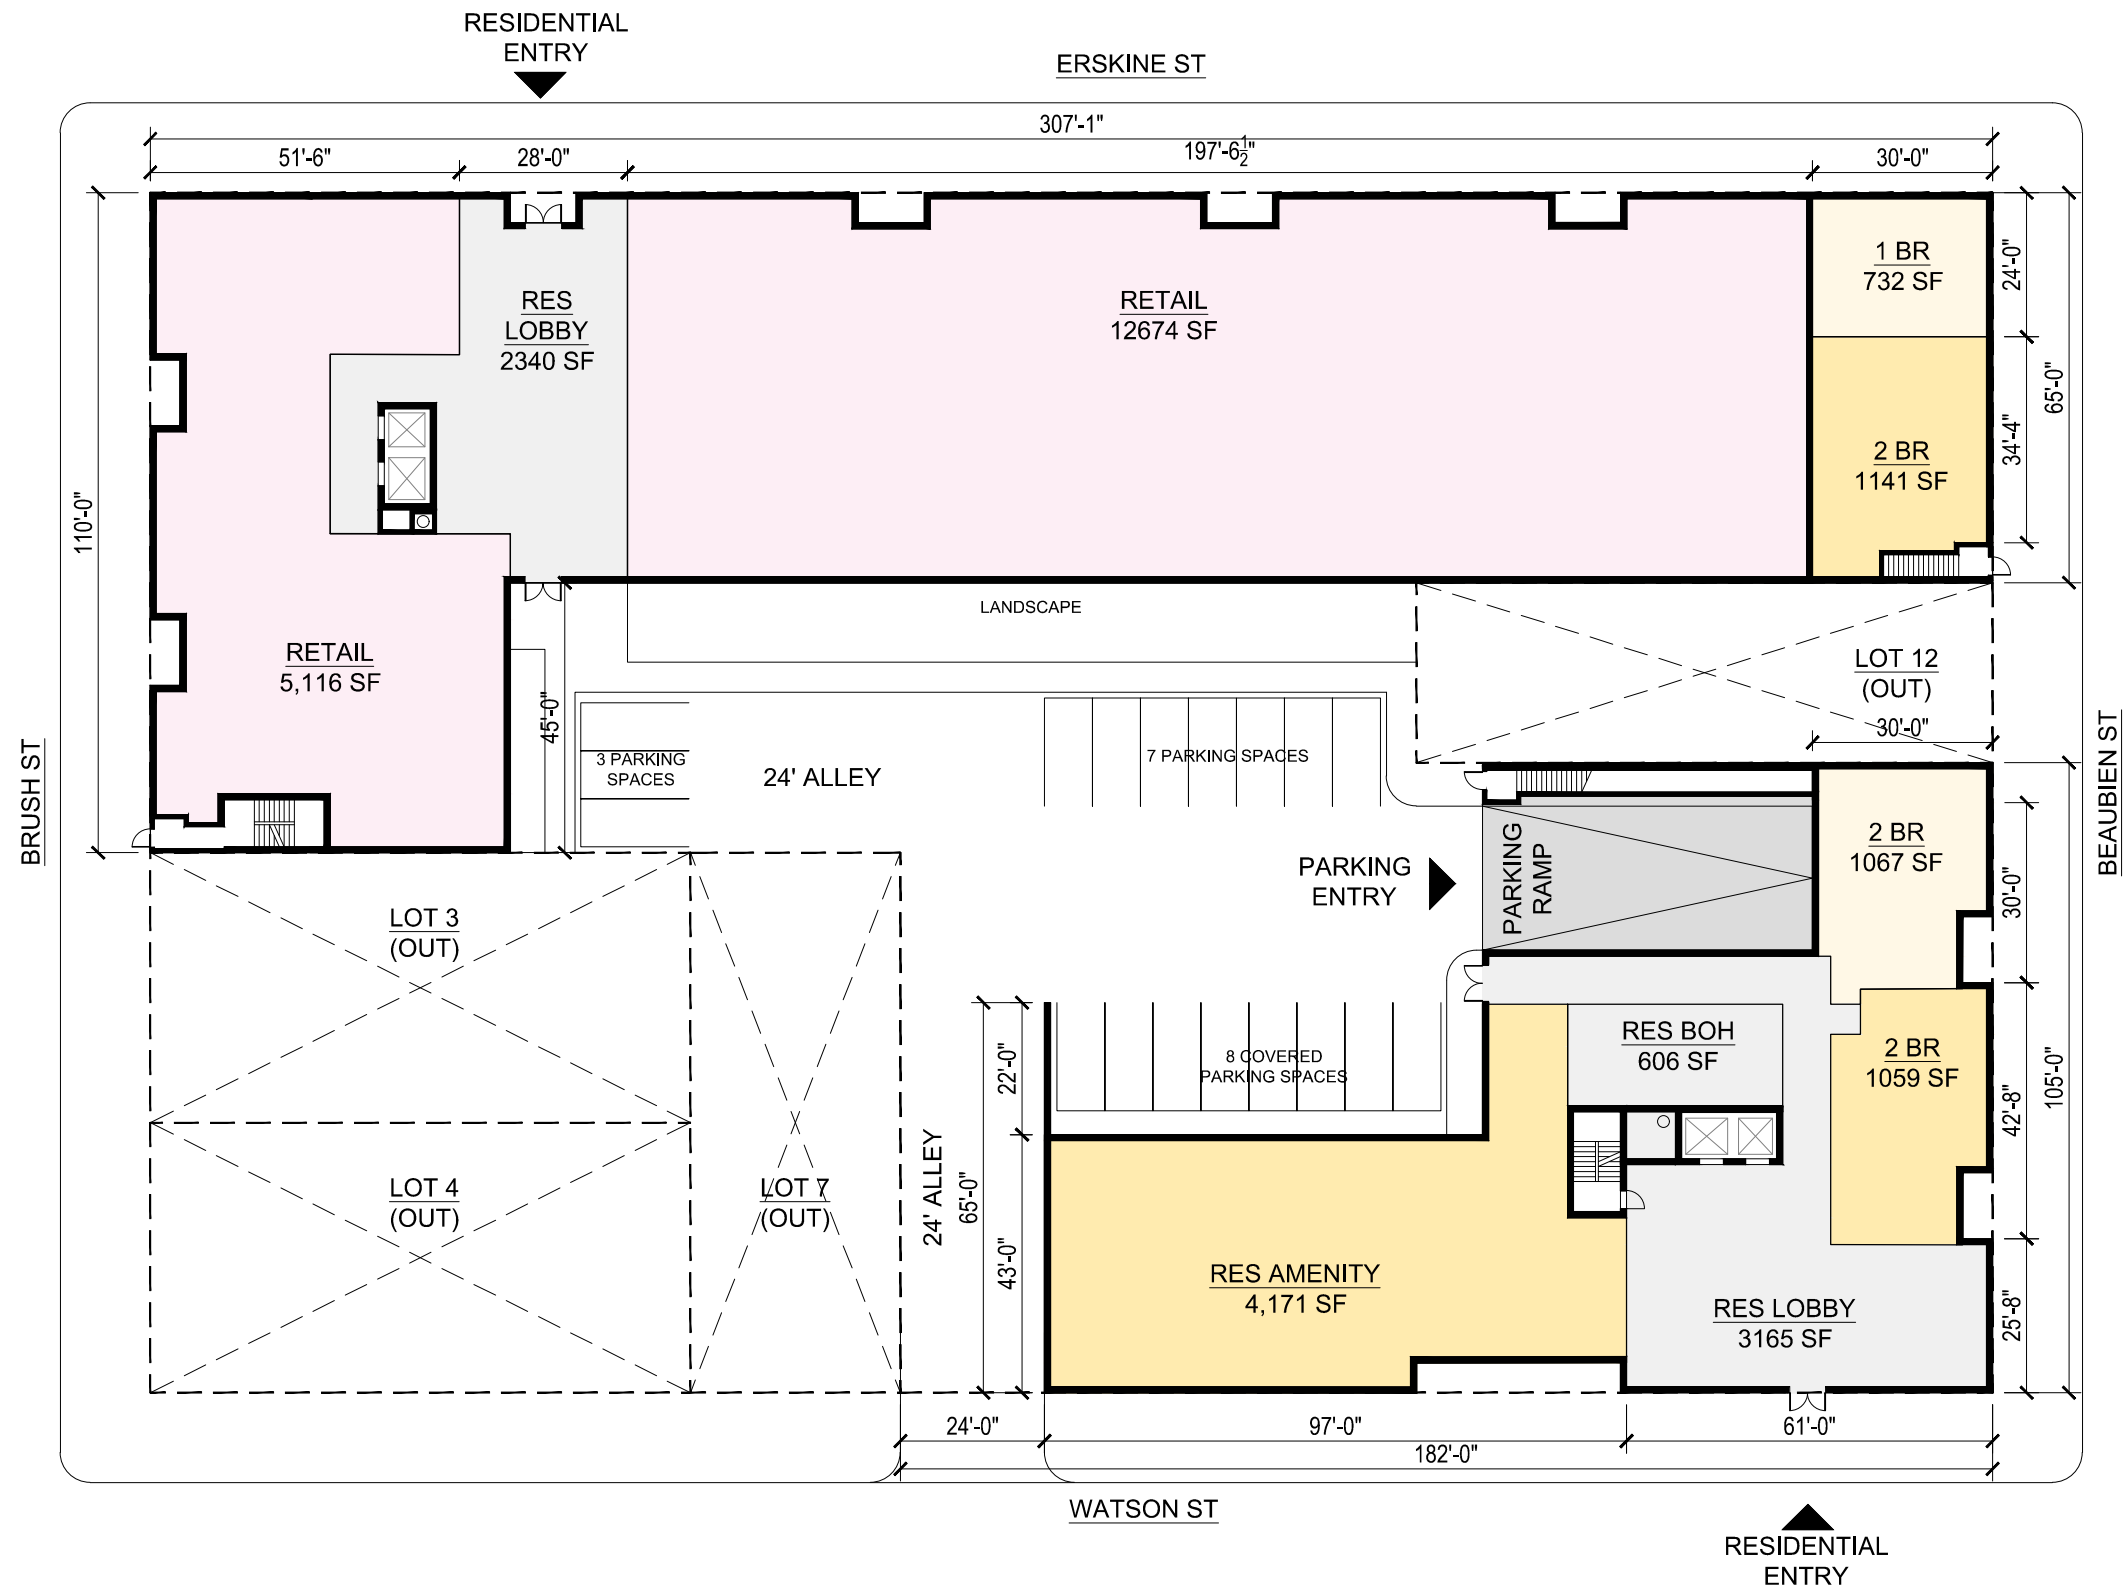 RESIDENTIAL
ENTRY
ERSKINE ST
307'-1"
51'-6"
28'-0"
197'-6½"
30'-0"
1 BR
732 SF
24'-0"
RES
LOBBY
2340 SF
RETAIL
12674 SF
65'-0"
34'-4"
2 BR
1141 SF
110'-0"
LANDSCAPE
RETAIL
5,116 SF
LOT 12
(OUT)
45'-0"
30'-0"
BRUSH ST
3 PARKING
SPACES
24' ALLEY
7 PARKING SPACES
BEAUBIEN ST
PARKING
ENTRY
PARKING
RAMP
2 BR
1067 SF
30'-0"
LOT 3
(OUT)
RES BOH
606 SF
2 BR
1059 SF
22'-0"
8 COVERED
PARKING SPACES
105'-0"
42'-8"
24' ALLEY
65'-0"
LOT 4
(OUT)
LOT 7
(OUT)
43'-0"
RES AMENITY
4,171 SF
RES LOBBY
3165 SF
25'-8"
24'-0"
97'-0"
61'-0"
182'-0"
WATSON ST
RESIDENTIAL
ENTRY